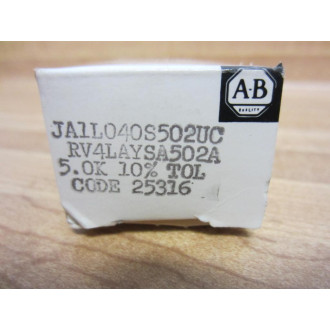 A-B
QUALITY
JA1L040S502UC
RV4LAYSA502A
5.0K 10% TOL
CODE 25316